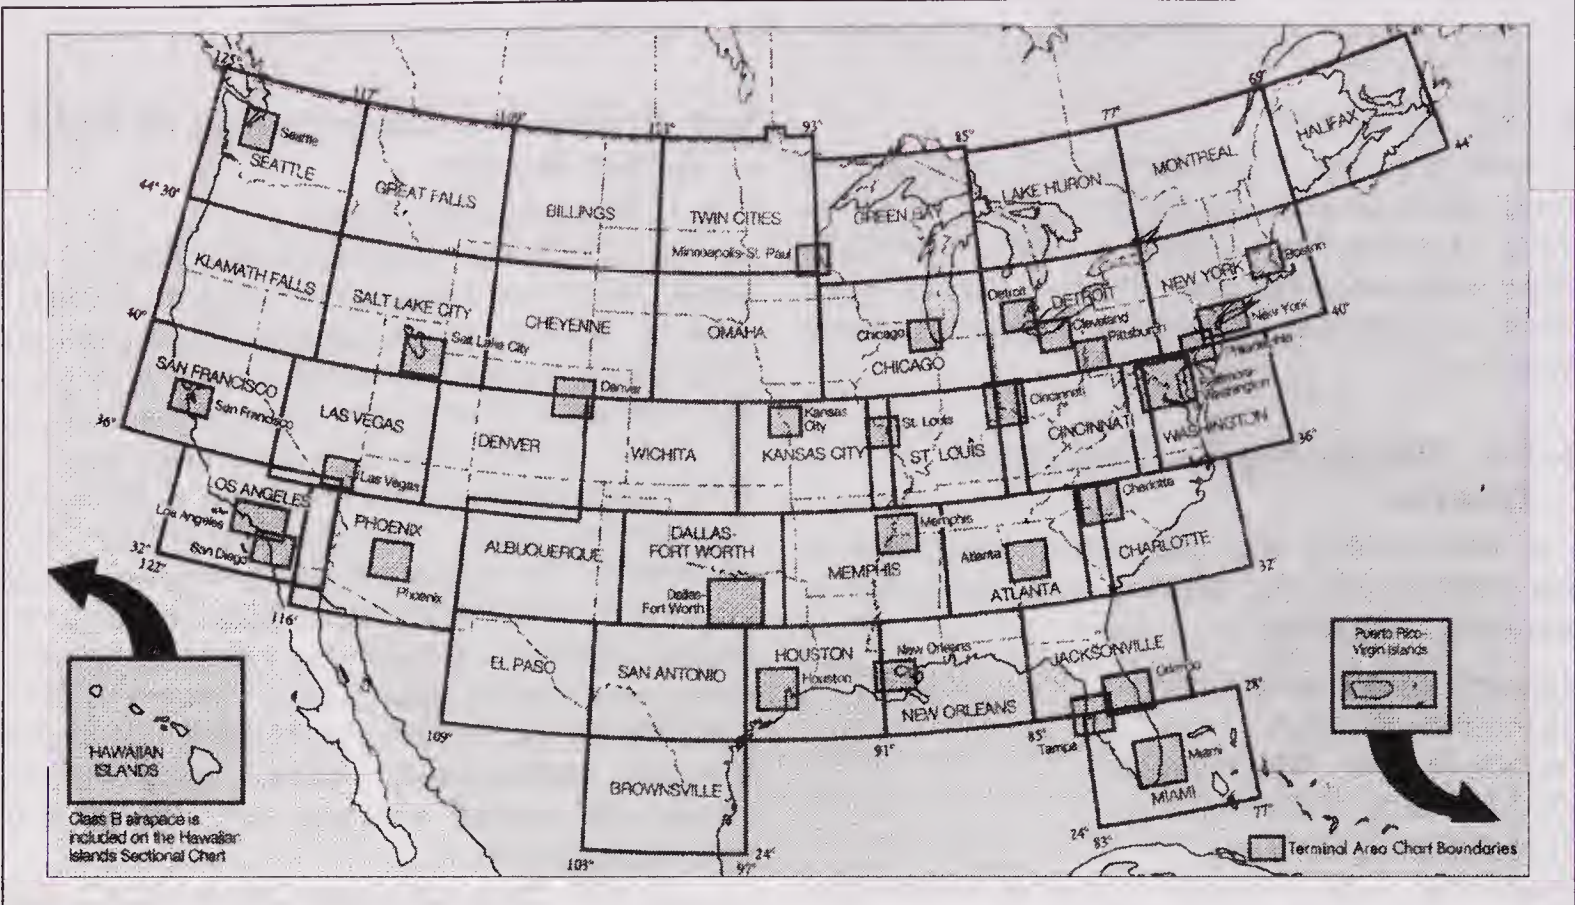 125°
117°
109°
101°
93°
85°
77°
69°
HALIFAX
44°
Seattle
SEATTLE
44° 30'
GREAT FALLS
BILLINGS
TWIN CITIES
Minneapolis-St. Paul
GREEN BAY
LAKE HURON
MONTREAL
KLAMATH FALLS
SALT LAKE CITY
Salt Lake City
CHEYENNE
OMAHA
Chicago
CHICAGO
Detroit
DETROIT
Cleveland
Pittsburgh
NEW YORK
Boston
New York
Philadelphia
40°
40°
SAN FRANCISCO
San Francisco
36°
LAS VEGAS
Las Vegas
Denver
DENVER
WICHITA
Kansas
City
KANSAS CITY
St. Louis
ST. LOUIS
Cincinnati
CINCINNATI
Baltimore-
Washington
WASHINGTON
36°
LOS ANGELES
Los Angeles
San Diego
32°
122°
116°
PHOENIX
Phoenix
ALBUQUERQUE
DALLAS-
FORT WORTH
Dallas-
Fort Worth
Memphis
MEMPHIS
Atlanta
ATLANTA
Charlotte
CHARLOTTE
32°
EL PASO
SAN ANTONIO
HOUSTON
Houston
New Orleans
NEW ORLEANS
JACKSONVILLE
Orlando
Tampa
28°
109°
91°
85°
Miami
MIAMI
77°
24°
83°
BROWNSVILLE
103°
24°
97°
HAWAIIAN
ISLANDS
Class B airspace is
included on the Hawaiian
Islands Sectional Chart
Puerto Rico-
Virgin Islands
Terminal Area Chart Boundaries